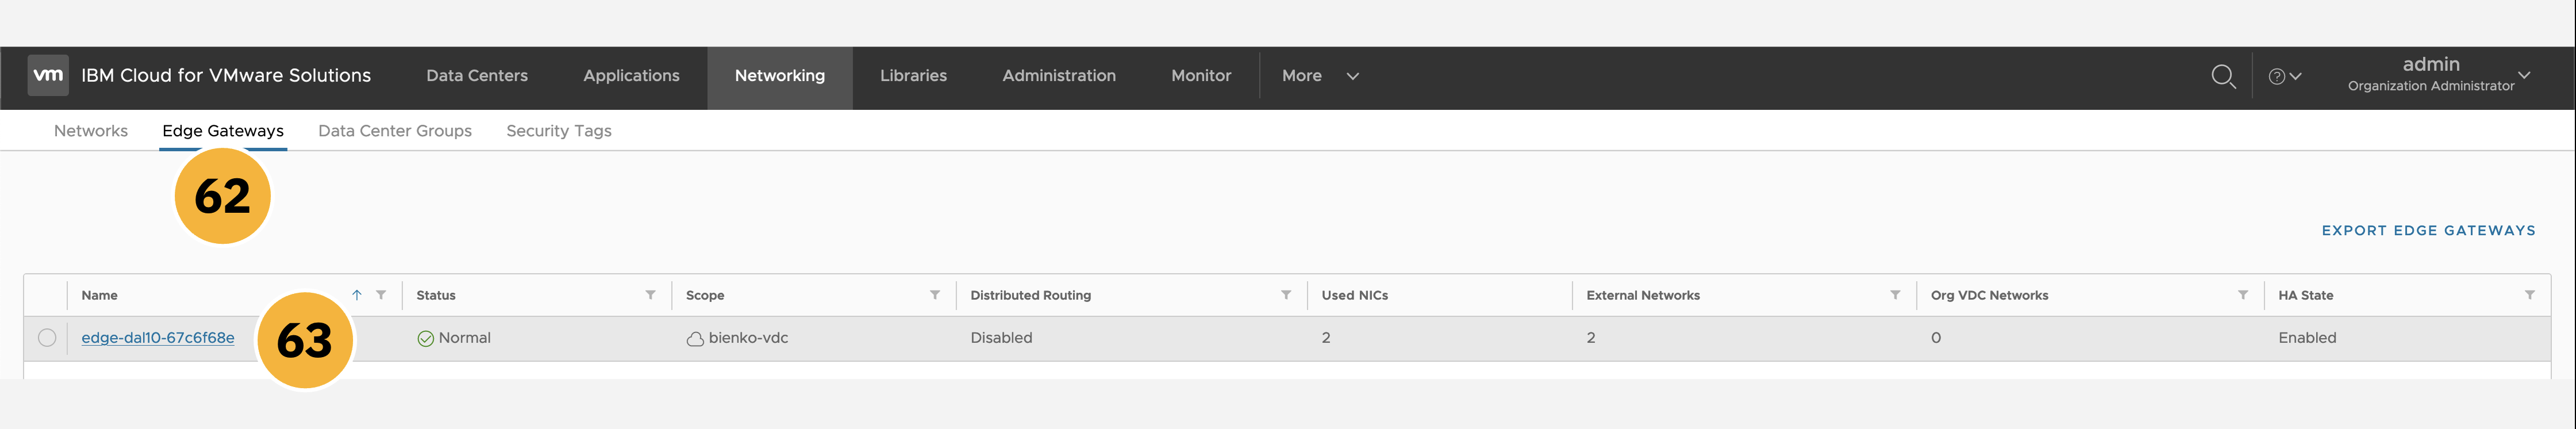 vm IBM Cloud for VMware Solutions Data Centers Applications Networking Libraries Administration Monitor More ? admin
Organization Administrator
Networks Edge Gateways Data Center Groups Security Tags
62
EXPORT EDGE GATEWAYS
Name Status Scope Distributed Routing Used NICs External Networks Org VDC Networks HA State
edge-dal10-67c6f68e 63 Normal bienko-vdc Disabled 2 2 0 Enabled